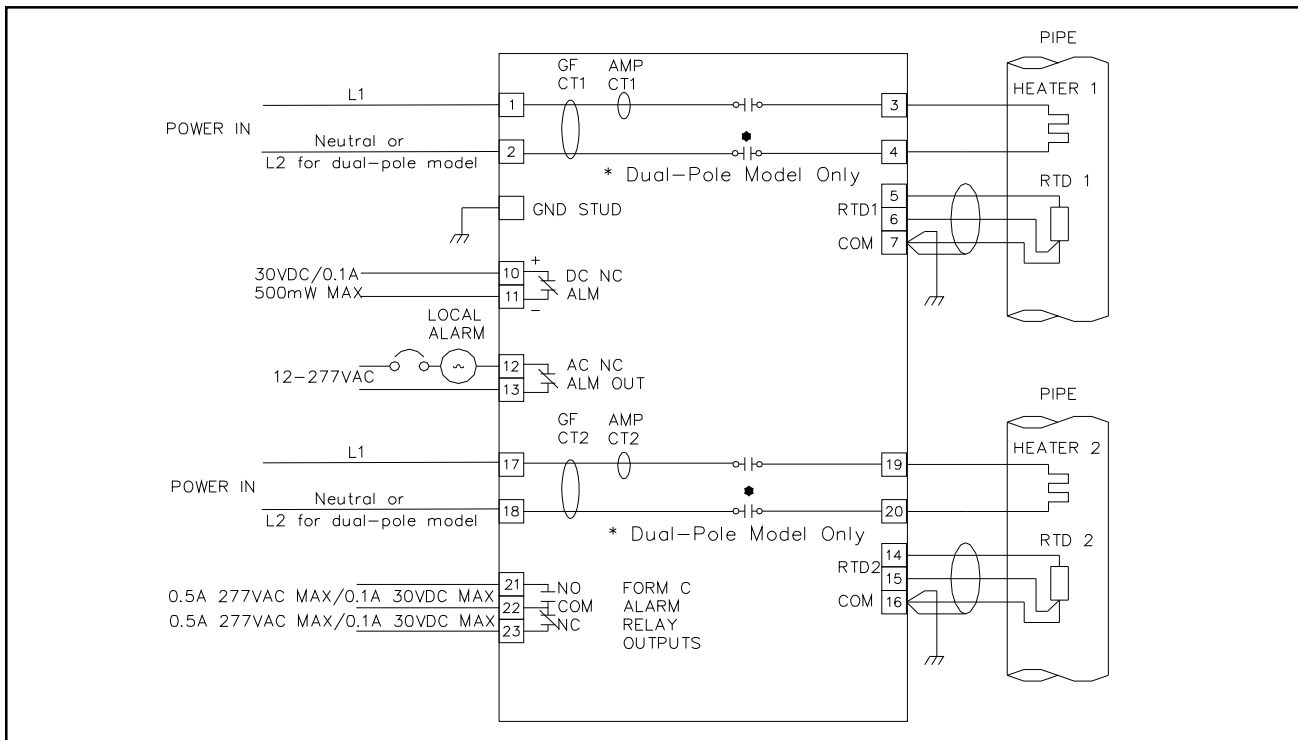 PIPE
GF
CT1
AMP
CT1
HEATER 1
L1
1
3
POWER IN
Neutral or
L2 for dual-pole model
2
4
* Dual-Pole Model Only
RTD 1
5
GND STUD
RTD1
6
COM
7
30VDC/0.1A
500mW MAX
10
11
+
−
DC NC
ALM
LOCAL
ALARM
~
12-277VAC
12
13
AC NC
ALM OUT
PIPE
GF
CT2
AMP
CT2
HEATER 2
L1
17
19
POWER IN
Neutral or
L2 for dual-pole model
18
20
* Dual-Pole Model Only
RTD 2
14
RTD2
15
COM
16
0.5A 277VAC MAX/0.1A 30VDC MAX
0.5A 277VAC MAX/0.1A 30VDC MAX
21
22
23
NO
COM
NC
FORM C
ALARM
RELAY
OUTPUTS